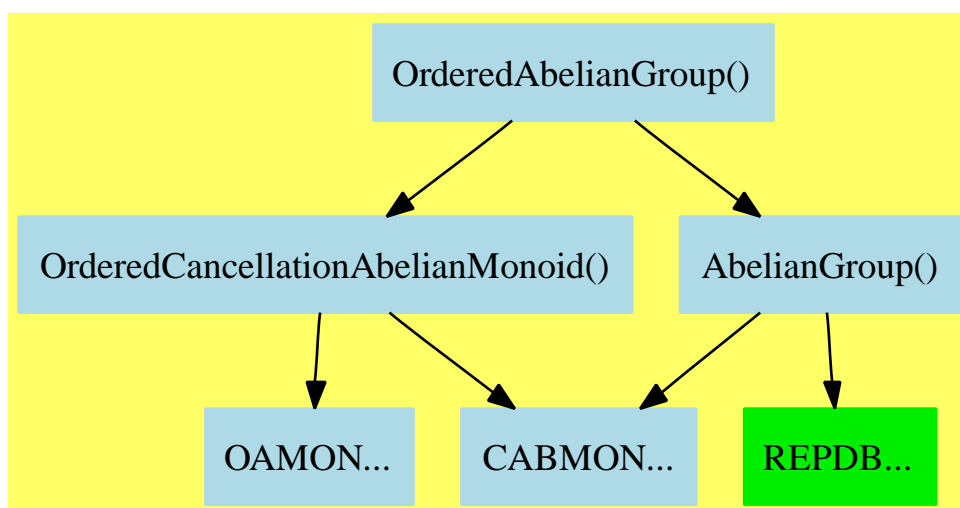 OrderedAbelianGroup()
OrderedCancellationAbelianMonoid()
AbelianGroup()
OAMON...
CABMON...
REPDB...